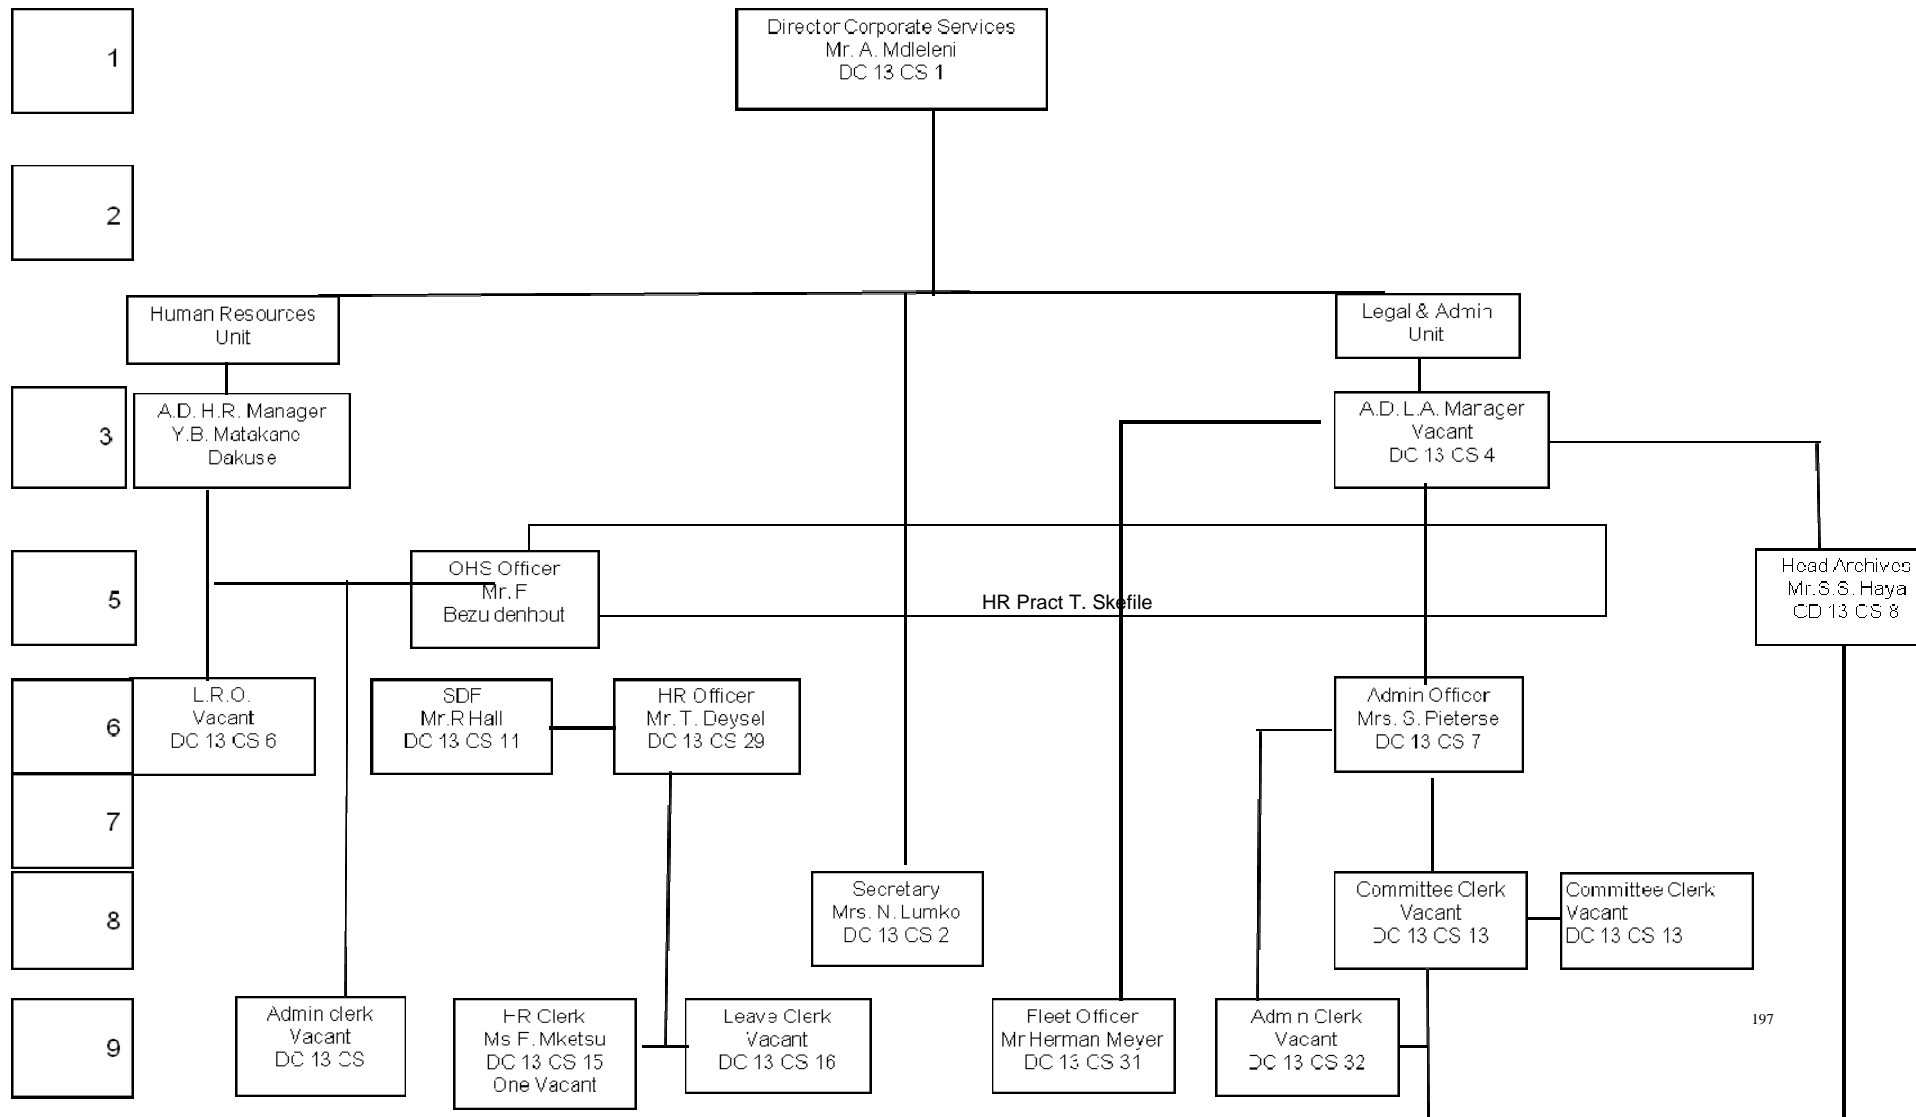 1
Director Corporate Services
Mr. A. Mdleleni
DC 13 CS 1
2
Human Resources
Unit
Legal & Admin
Unit
3
A.D. H.R. Manager
Y.B. Matakane
Dakuse
A.D. L.A. Manager
Vacant
DC 13 CS 4
5
OHS Officer
Mr. F
Bezuidenhout
HR Pract T. Skefile
Head Archives
Mr.S.S. Haya
CD 13 CS 8
6
L.R.O.
Vacant
DC 13 CS 6
SDF
Mr.R Hall
DC 13 CS 11
HR Officer
Mr. T. Deysel
DC 13 CS 29
Admin Officer
Mrs. S. Pieterse
DC 13 CS 7
7
8
Secretary
Mrs. N. Lumko
DC 13 CS 2
Committee Clerk
Vacant
DC 13 CS 13
Committee Clerk
Vacant
DC 13 CS 13
9
Admin clerk
Vacant
DC 13 CS
HR Clerk
Ms F. Mketsu
DC 13 CS 15
One Vacant
Leave Clerk
Vacant
DC 13 CS 16
Fleet Officer
Mr Herman Meyer
DC 13 CS 31
Admin Clerk
Vacant
DC 13 CS 32
197